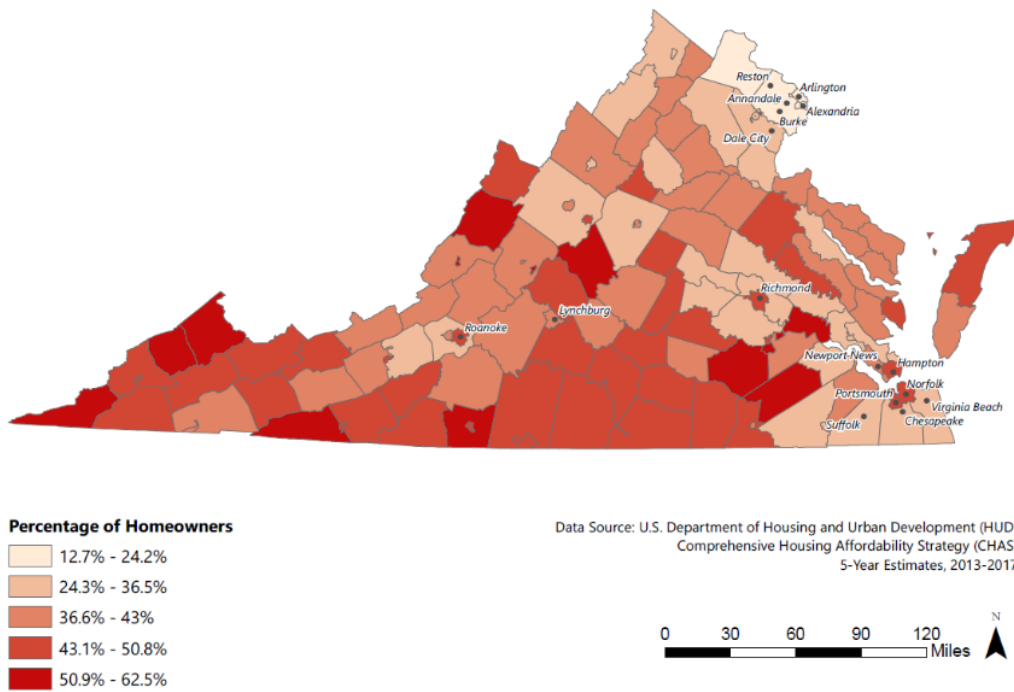 Reston
Arlington
Annandale
Alexandria
Burke
Dale City
Richmond
Lynchburg
Roanoke
Newport News
Hampton
Norfolk
Portsmouth
Virginia Beach
Suffolk
Chesapeake
Percentage of Homeowners
12.7% - 24.2%
24.3% - 36.5%
36.6% - 43%
43.1% - 50.8%
50.9% - 62.5%
Data Source: U.S. Department of Housing and Urban Development (HUD
Comprehensive Housing Affordability Strategy (CHAS
5-Year Estimates, 2013-2017
N
0 30 60 90 120
Miles